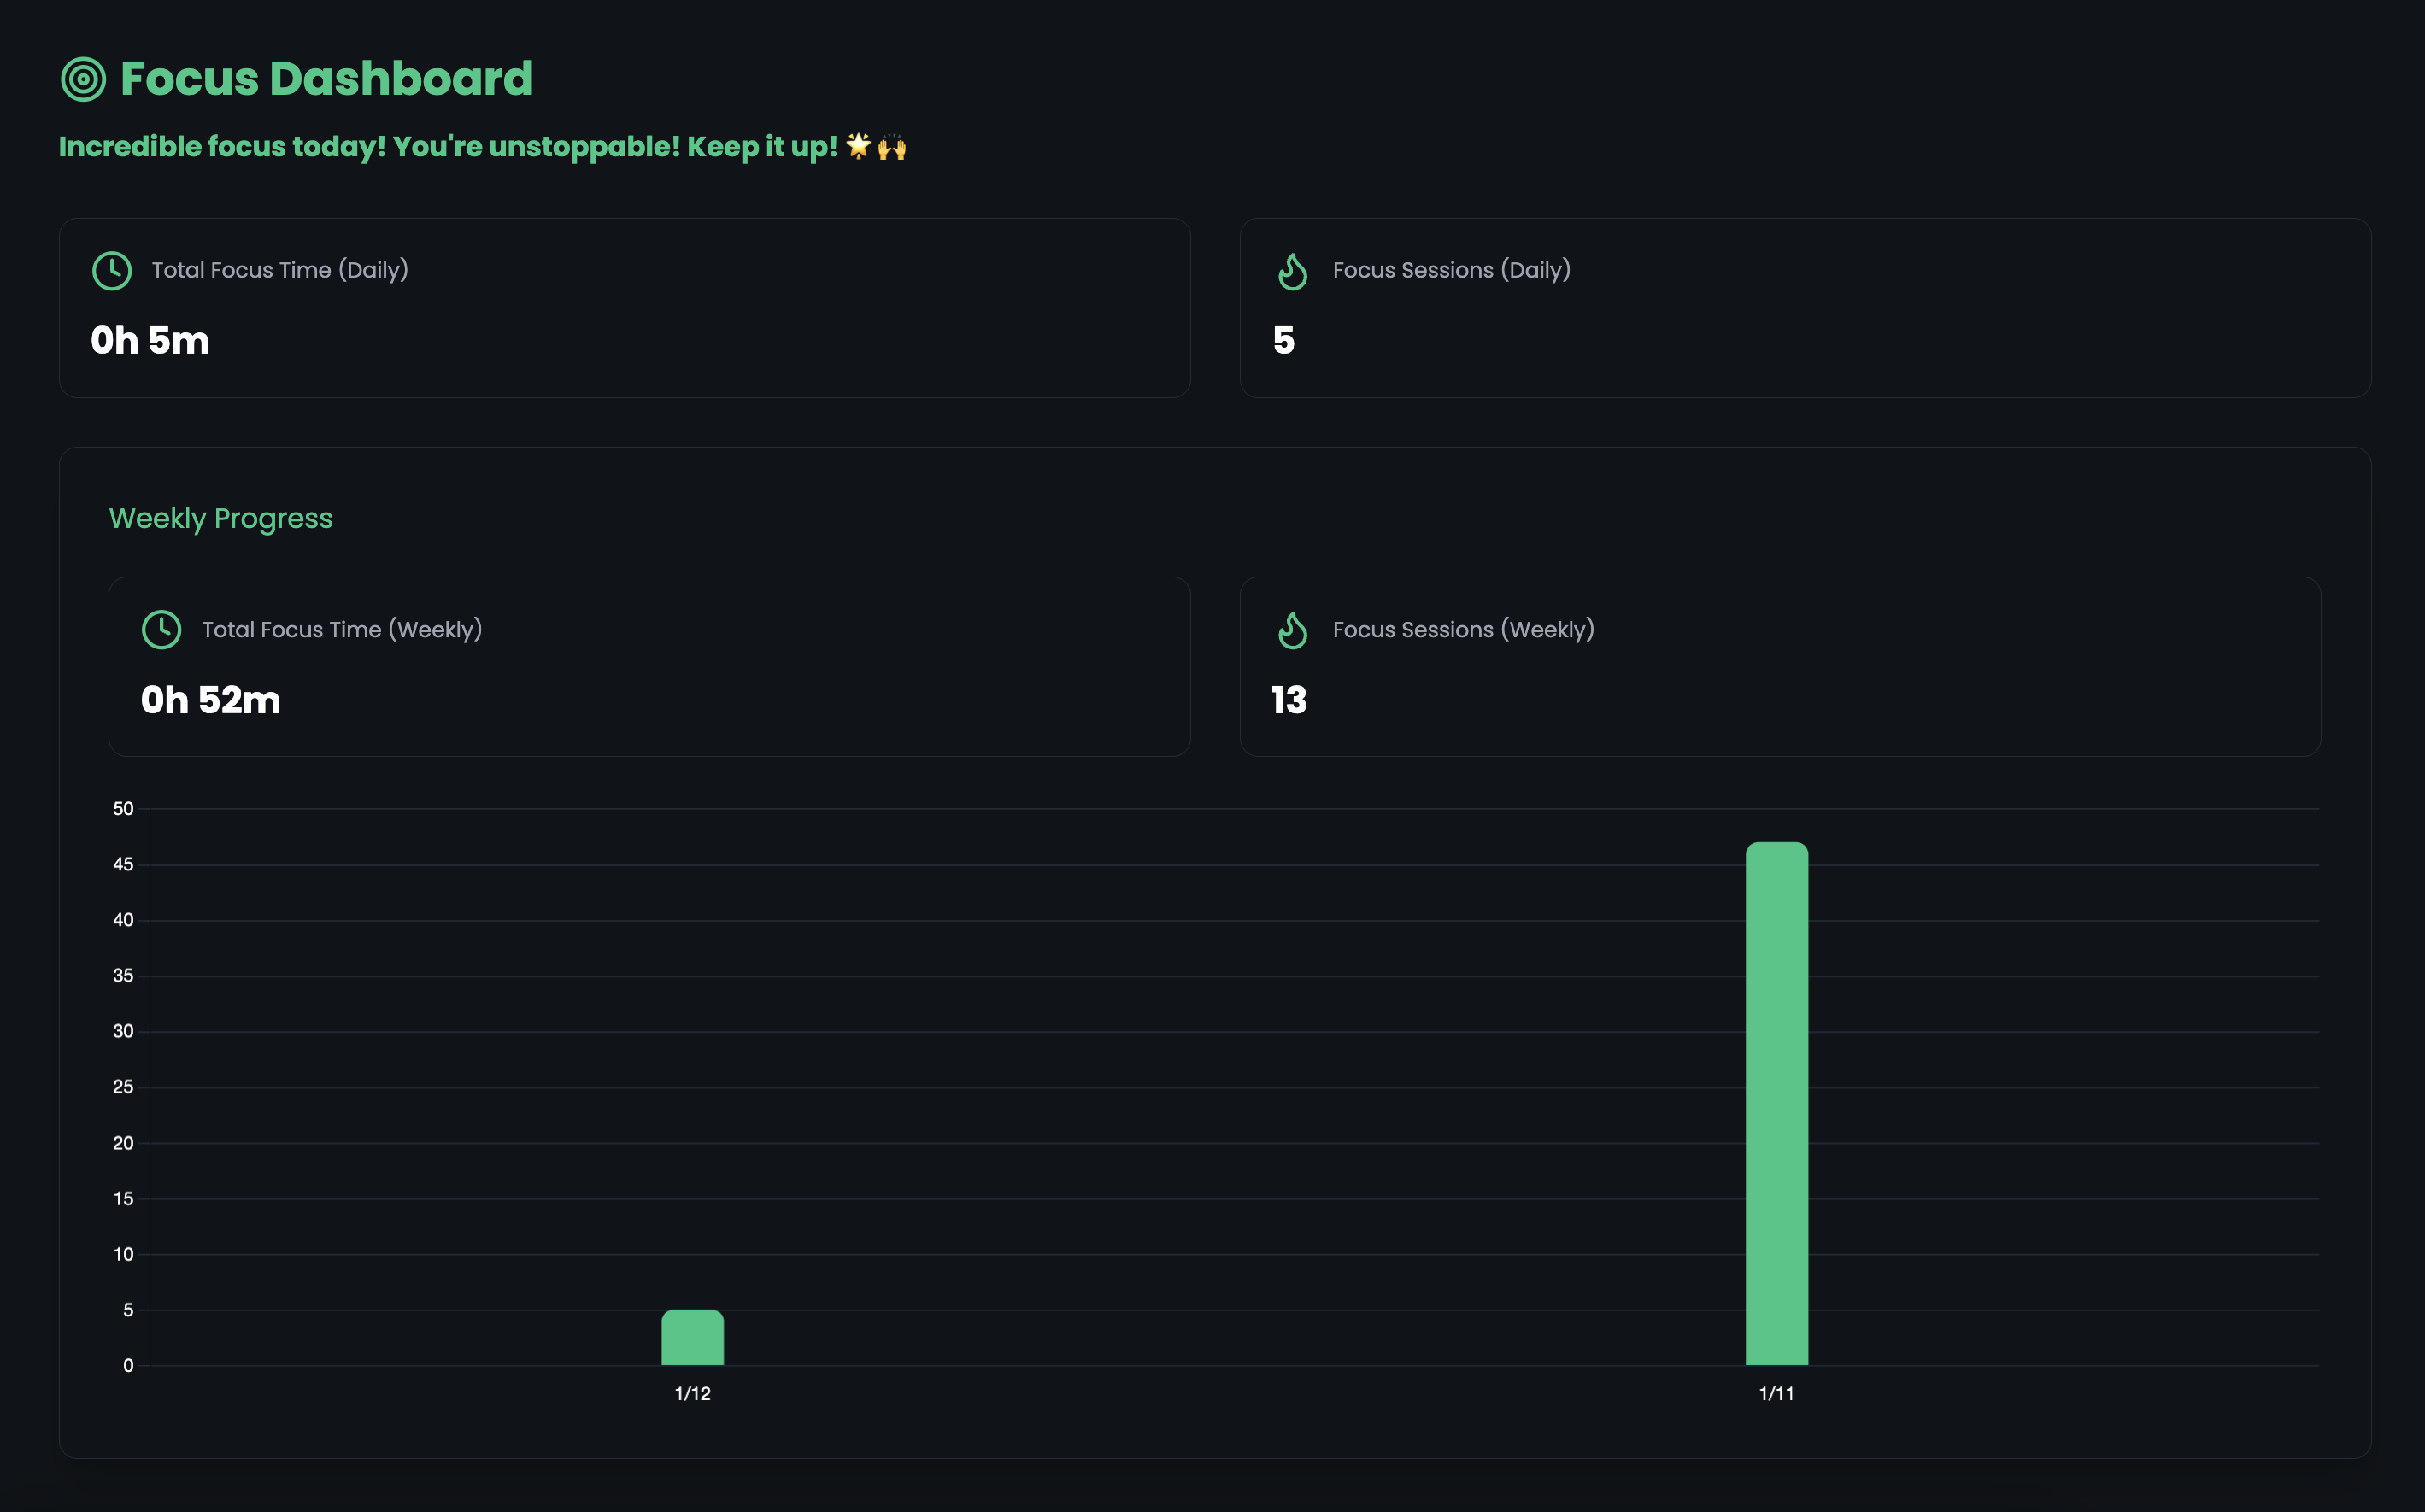 Focus Dashboard
Incredible focus today! You're unstoppable! Keep it up! 🌟 🙌
Total Focus Time (Daily)
0h 5m
Focus Sessions (Daily)
5
Weekly Progress
Total Focus Time (Weekly)
0h 52m
Focus Sessions (Weekly)
13
50
45
40
35
30
25
20
15
10
5
0
1/12
1/11